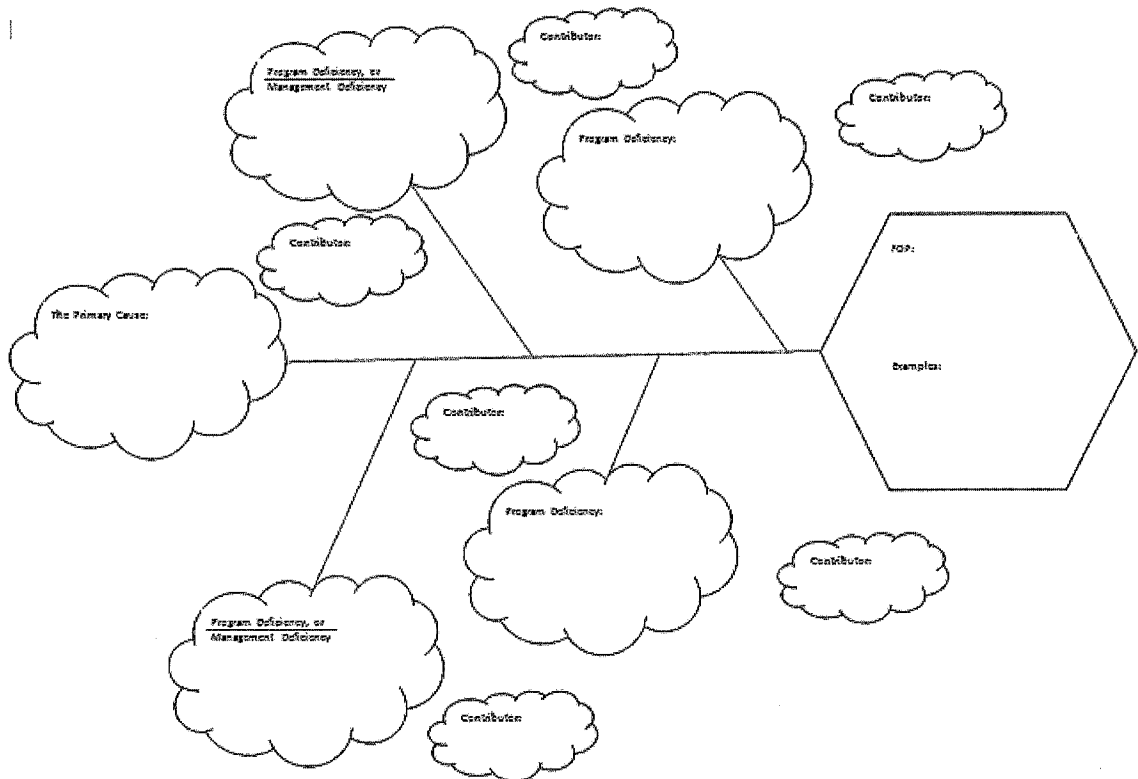 Contributor:
Program Deficiency, or
Management Deficiency
Contributor:
Program Deficiency:
Contributor:
FOP:
The Primary Cause:
Examples:
Contributor:
Program Deficiency:
Contributor:
Program Deficiency, or
Management Deficiency
Contributor: